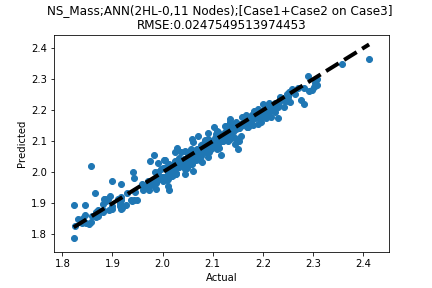 NS_Mass;ANN(2HL-0,11 Nodes);[Case1+Case2 on Case3]
RMSE:0.0247549513974453
2.4
2.3
2.2
2.1
2.0
1.9
1.8
Predicted
1.8 1.9 2.0 2.1 2.2 2.3 2.4
Actual